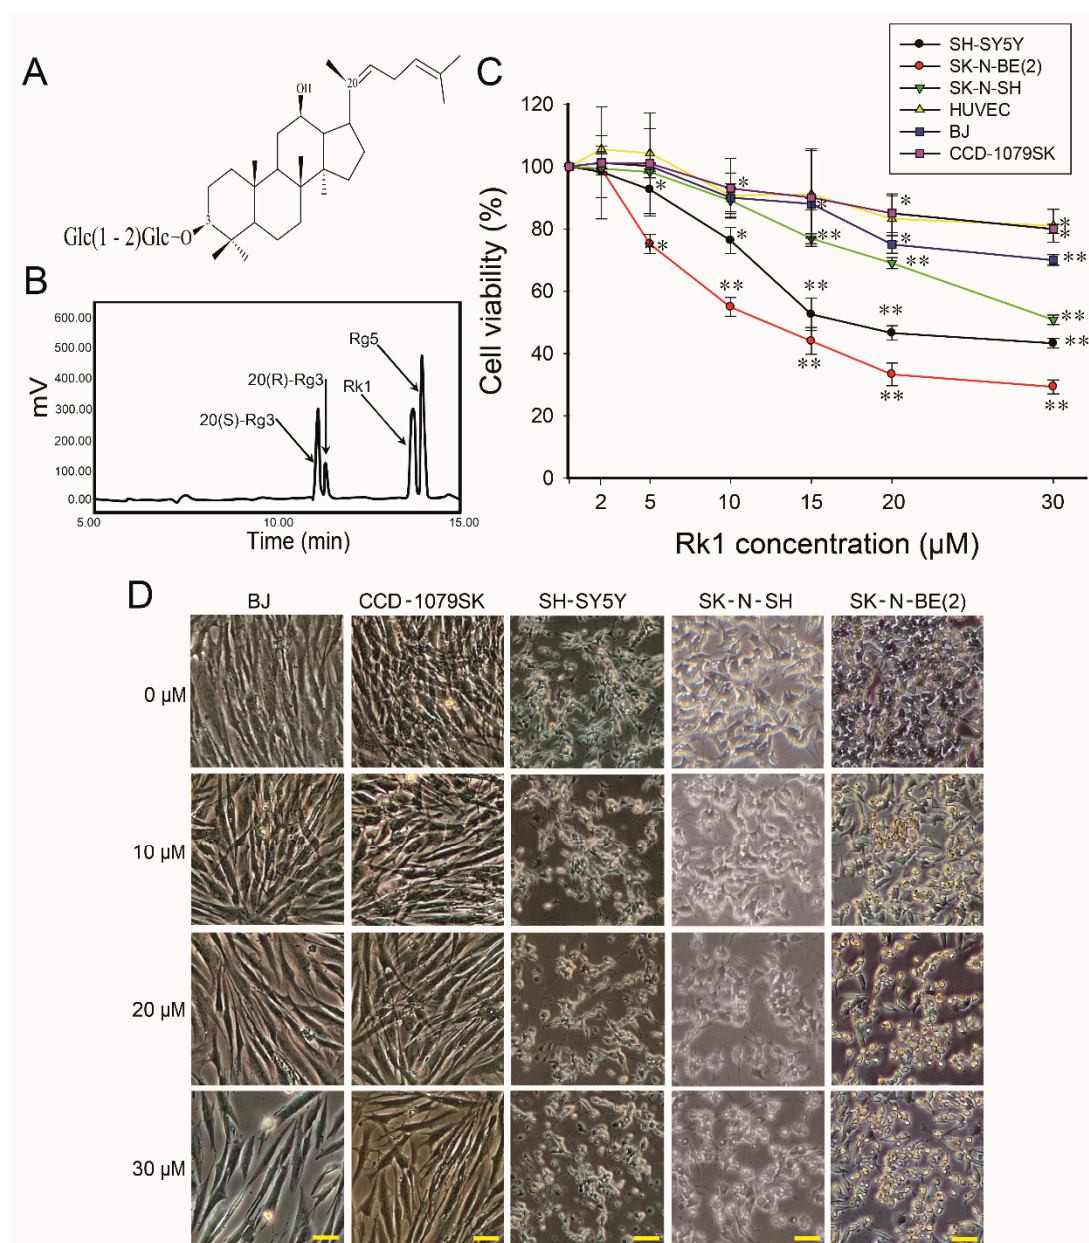 A
OH
20
3
Glc(1 - 2)Glc-O
B
600.00
500.00
400.00
300.00
200.00
100.00
0.00
mV
Rg5
20(R)-Rg3
Rk1
20(S)-Rg3
5.00
10.00
15.00
Time (min)
C
SH-SY5Y
SK-N-BE(2)
SK-N-SH
HUVEC
BJ
CCD-1079SK
120
100
80
60
40
20
0
Cell viability (%)
* * * * *
* * ** * **
** ** ** ** **
** ** **
2 5 10 15 20 30
Rk1 concentration (µM)
D
BJ CCD-1079SK SH-SY5Y SK-N-SH SK-N-BE(2)
0 µM
10 µM
20 µM
30 µM